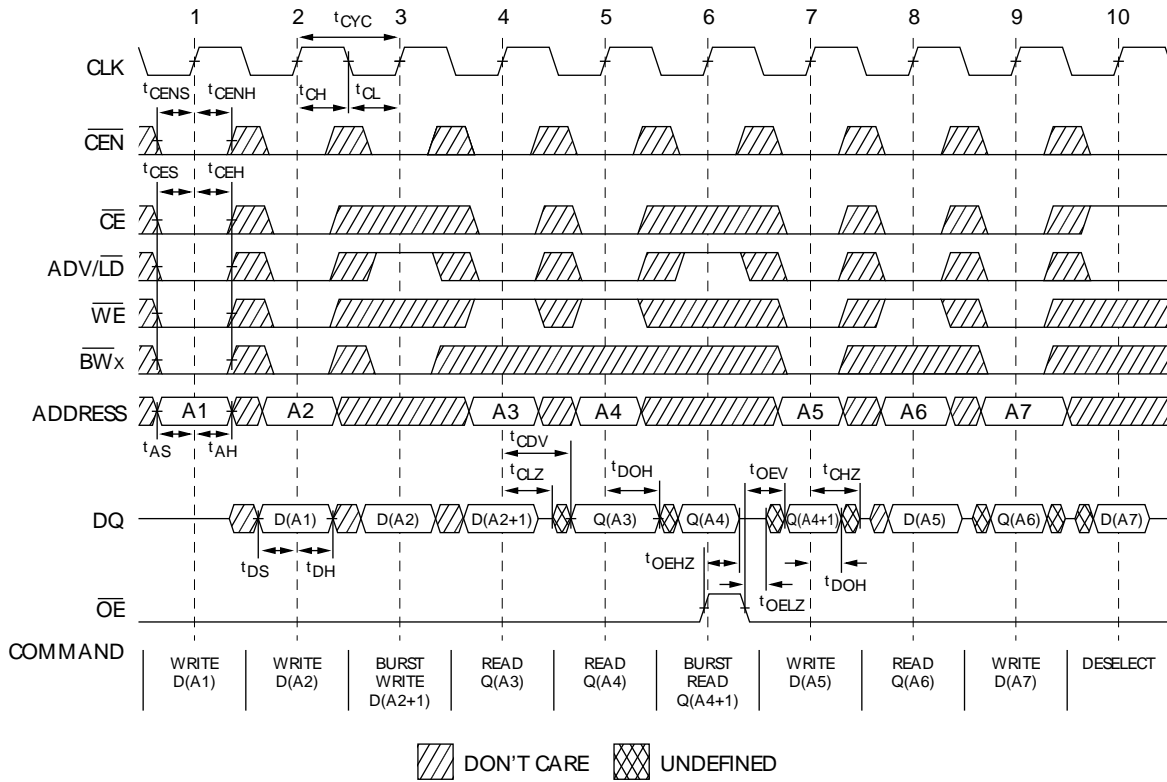 1 2 3 4 5 6 7 8 9 10
tCYC
CLK
tCENS tCENH tCH tCL
CEN
tCES tCEH
CE
ADV/LD
WE
BWX
ADDRESS A1 A2 A3 A4 A5 A6 A7
tAS tAH tCDV
tCLZ tDOH tOEV tCHZ
DQ D(A1) D(A2) D(A2+1) Q(A3) Q(A4) Q(A4+1) D(A5) Q(A6) D(A7)
tDS tDH tOEHZ tDOH
tOELZ
OE
COMMAND
WRITE WRITE BURST READ READ BURST WRITE READ WRITE DESELECT
D(A1) D(A2) WRITE Q(A3) Q(A4) READ D(A5) Q(A6) D(A7)
D(A2+1) Q(A4+1)
DON'T CARE UNDEFINED